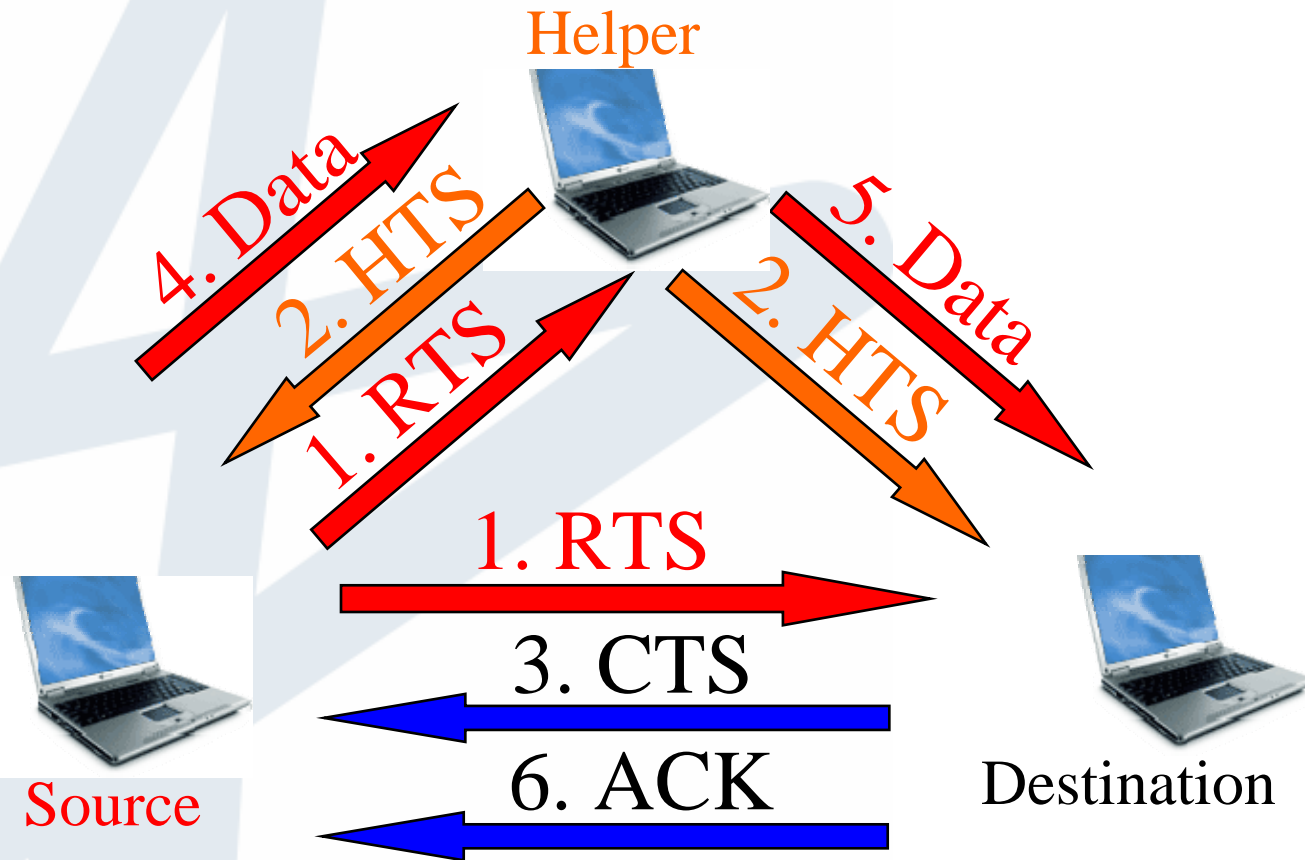 Helper
4. Data
2. HTS
1. RTS
5. Data
2. HTS
1. RTS
3. CTS
6. ACK
Source
Destination